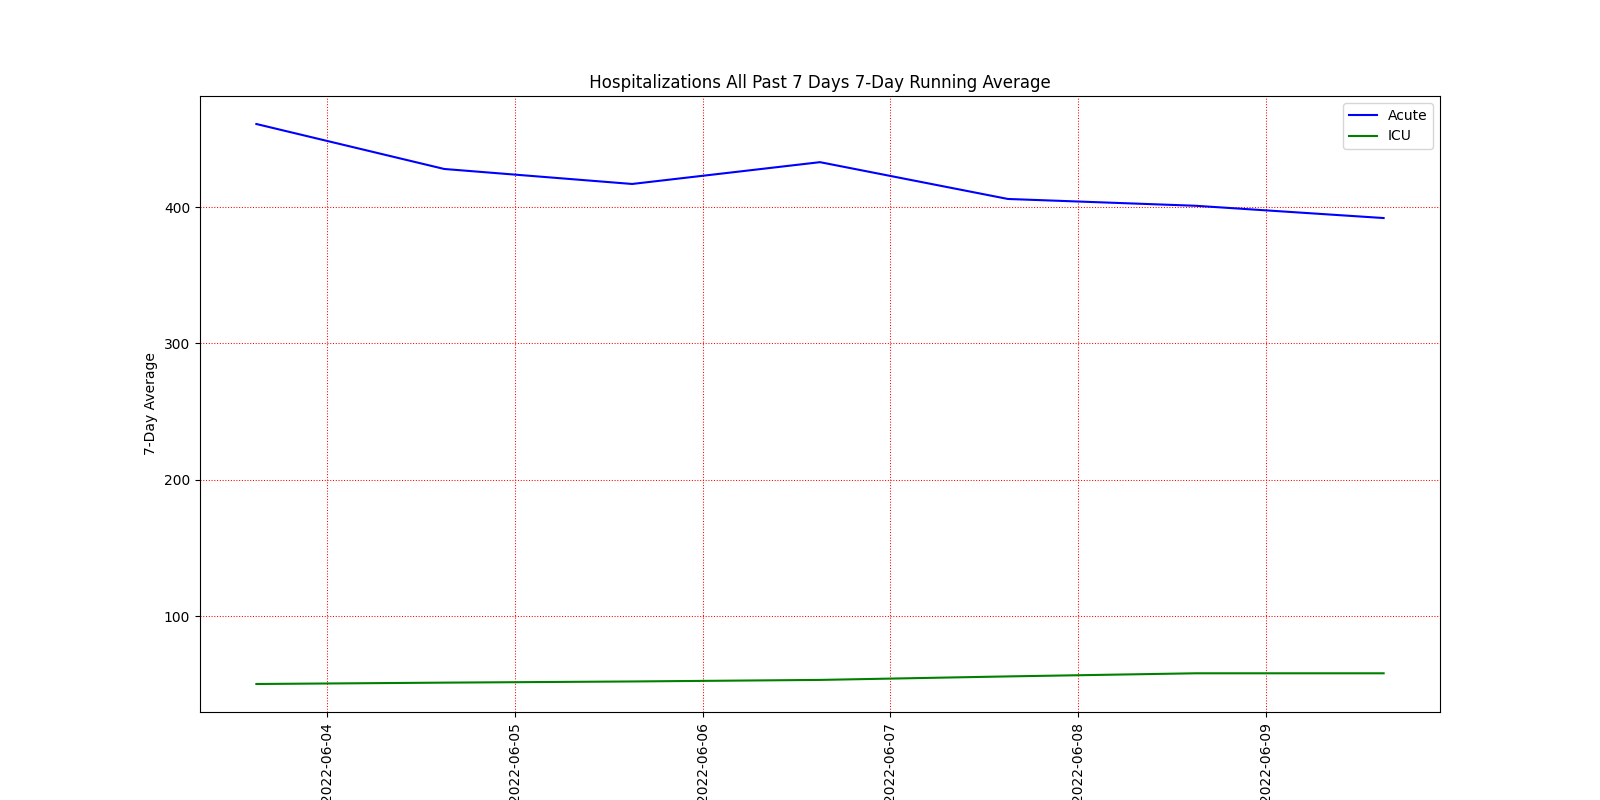 Hospitalizations All Past 7 Days 7-Day Running Average
Acute
ICU
7-Day Average
400
300
200
100
2022-06-04
2022-06-05
2022-06-06
2022-06-07
2022-06-08
2022-06-09